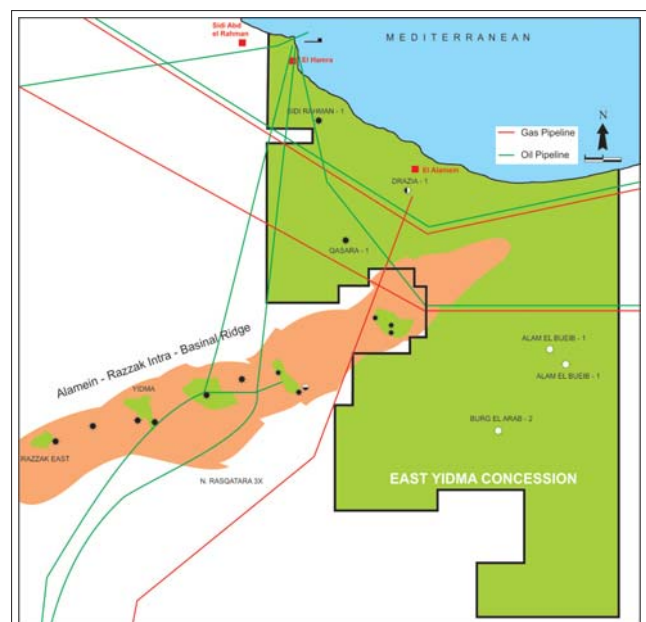 Sidi Abd
el Rahman
MEDITERRANEAN
El Hamra
SIDI RAHMAN - 1
N
Gas Pipeline
Oil Pipeline
El Alamein
DRAZIA - 1
QASARA - 1
Alamein - Razzak Intra - Basinal Ridge
ALAM EL BUEIB - 1
ALAM EL BUEIB - 1
YIDMA
BURG EL ARAB - 2
RAZZAK EAST
N. RASQATARA 3X
EAST YIDMA CONCESSION